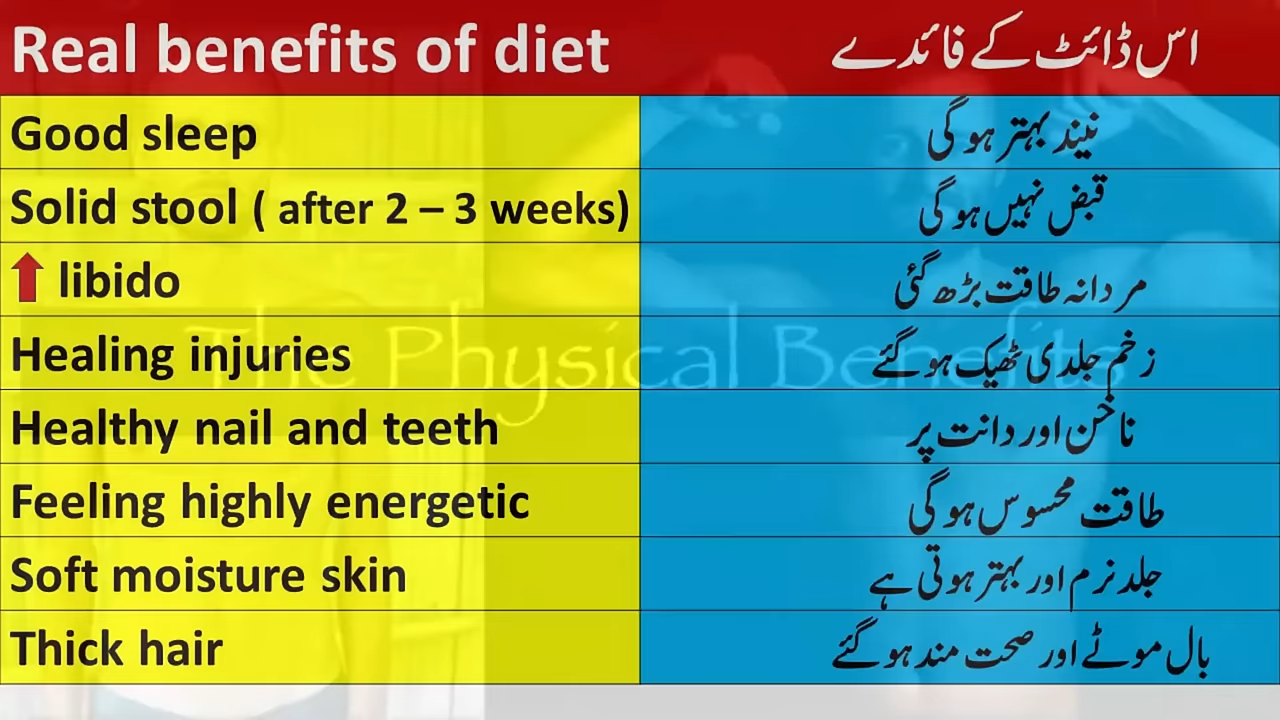 Real benefits of diet
اس ڈائٹ کے فائدے
Good sleep
نیند بہتر ہو گی
Solid stool ( after 2 – 3 weeks)
قبض نہیں ہو گی
libido
مردانہ طاقت بڑھ گئی
Healing injuries
زخم جلدی ٹھیک ہو گئے
The Physical Benefits
Healthy nail and teeth
ناخن اور دانت پر
Feeling highly energetic
طاقت محسوس ہو گی
Soft moisture skin
جلد نرم اور بہتر ہوتی ہے
Thick hair
بال موٹے اور صحت مند ہو گئے